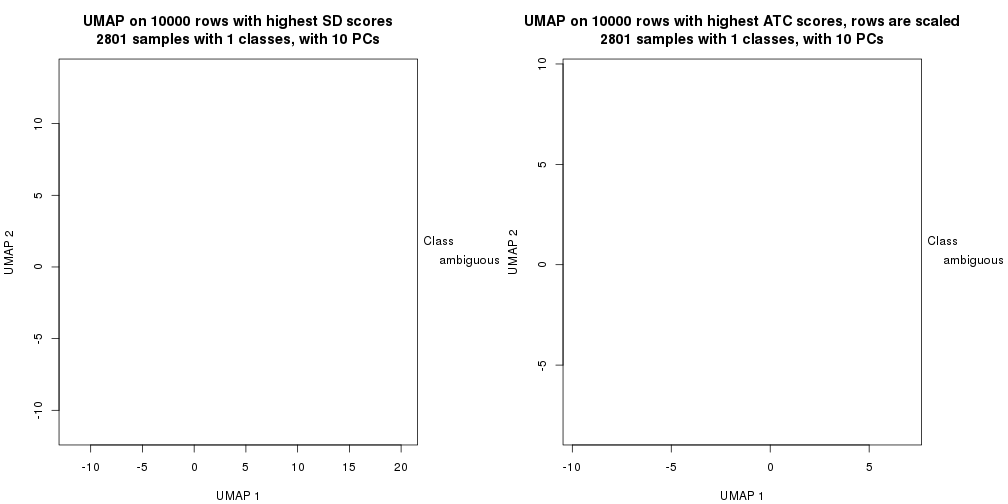 UMAP on 10000 rows with highest SD scores
2801 samples with 1 classes, with 10 PCs
UMAP 2
10
5
0
-5
-10
-10 -5 0 5 10 15 20
UMAP 1
Class
ambiguous
UMAP on 10000 rows with highest ATC scores, rows are scaled
2801 samples with 1 classes, with 10 PCs
UMAP 2
10
5
0
-5
-10 -5 0 5
UMAP 1
Class
ambiguous